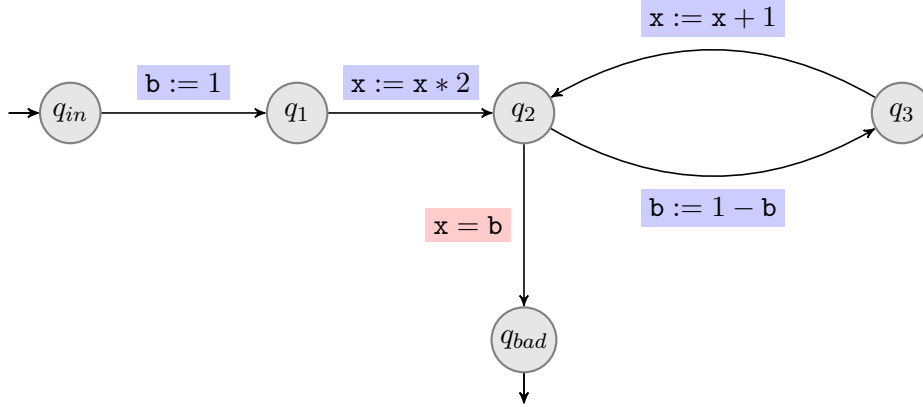 x := x + 1
b := 1
x := x ∗ 2
q_in
q_1
q_2
q_3
b := 1 − b
x = b
q_bad